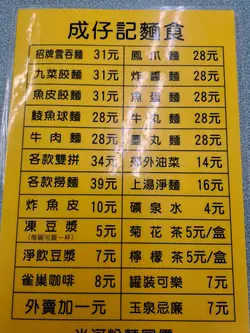 成仔記麵食
招牌雲吞麵 31元 鳳爪麵 28元
九菜餃麵 31元 炸醬麵 28元
魚皮餃麵 31元 魚蛋麵 28元
鯪魚球麵 28元 牛丸麵 28元
牛肉麵 28元 墨丸麵 28元
各款雙拼 34元 郊外油菜 14元
各款撈麵 39元 上湯淨麵 16元
炸魚皮 10元 礦泉水 4元
凍豆漿 5元 菊花茶 5元/盒
淨飲豆漿 7元 檸檬茶 5元/盒
雀巢咖啡 8元 罐裝可樂 7元
外賣加一元 玉泉忌廉 7元